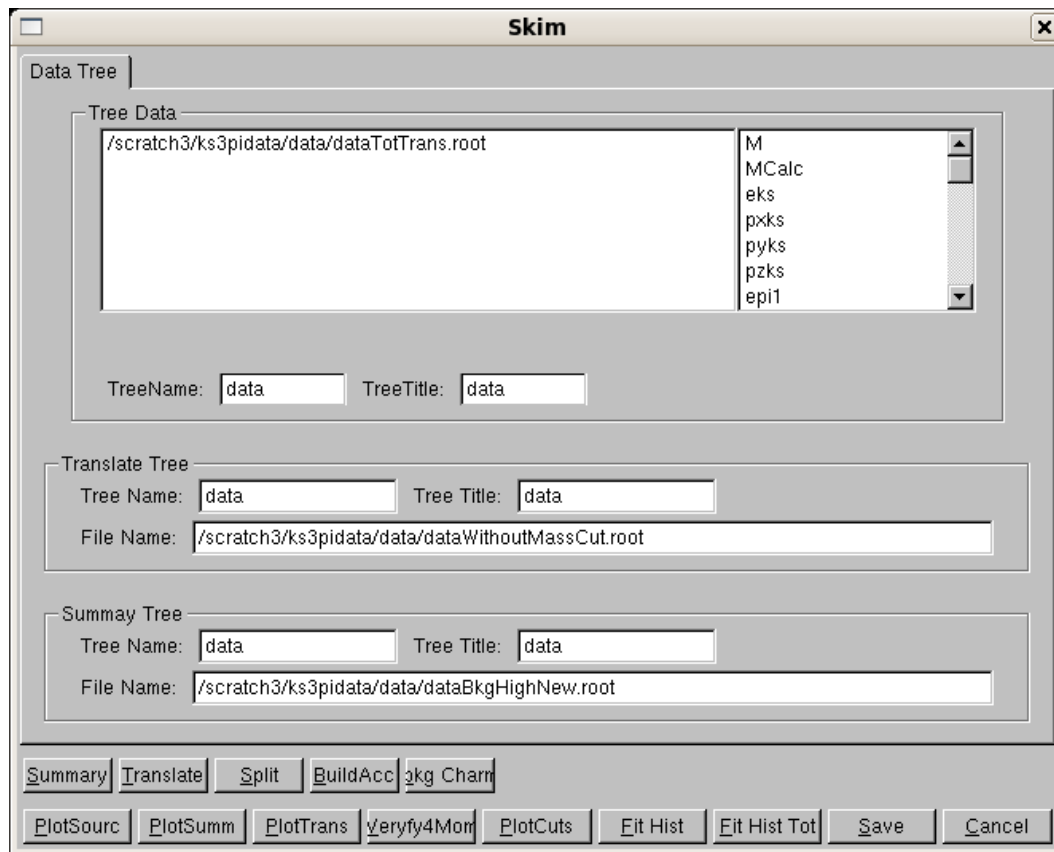 Skim
Data Tree
Tree Data
/scratch3/ks3pidata/data/dataTotTrans.root
M
MCalc
eks
pxks
pyks
pzks
epi1
TreeName: data TreeTitle: data
Translate Tree
Tree Name: data Tree Title: data
File Name: /scratch3/ks3pidata/data/dataWithoutMassCut.root
Summay Tree
Tree Name: data Tree Title: data
File Name: /scratch3/ks3pidata/data/dataBkgHighNew.root
Summary Translate Split BuildAcc bkg Charm
PlotSourc PlotSumm PlotTrans Veryfy4Mom PlotCuts Fit Hist Fit Hist Tot Save Cancel